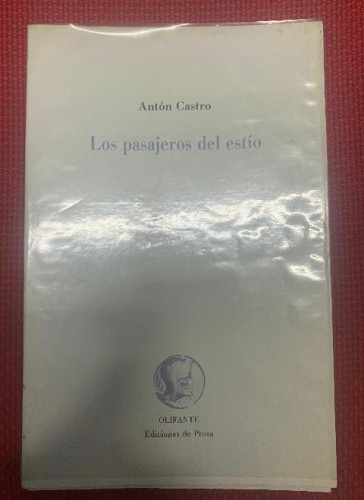 Antón Castro
Los pasajeros del estío
OLIFANTE
Ediciones de Prosa